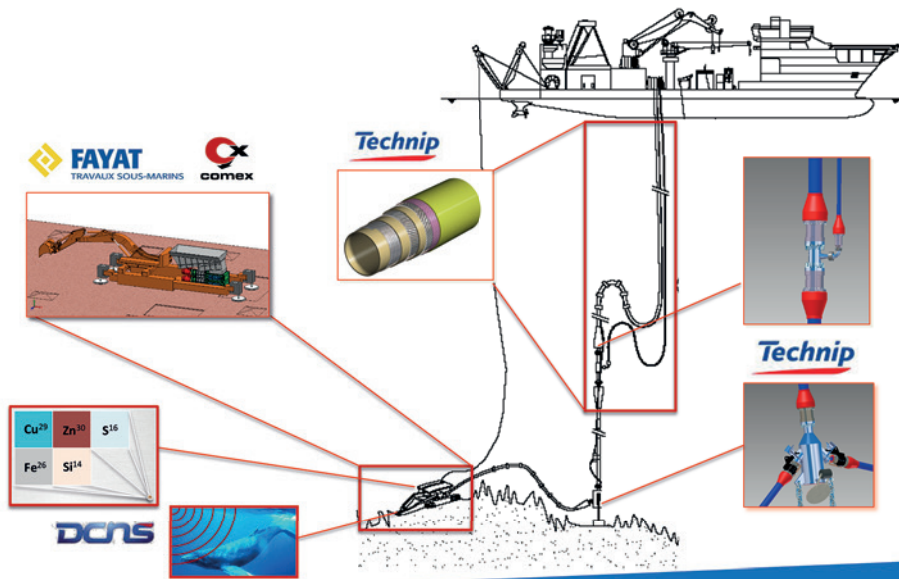 Technip
FAYAT
TRAVAUX SOUS-MARINS
comex
Technip
Cu29 Zn30 S16
Fe26 Si14
DCNS